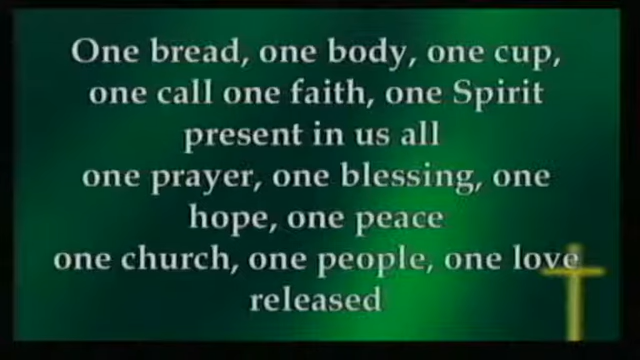 One bread, one body, one cup,
one call one faith, one Spirit
present in us all
one prayer, one blessing, one
hope, one peace
one church, one people, one love
released